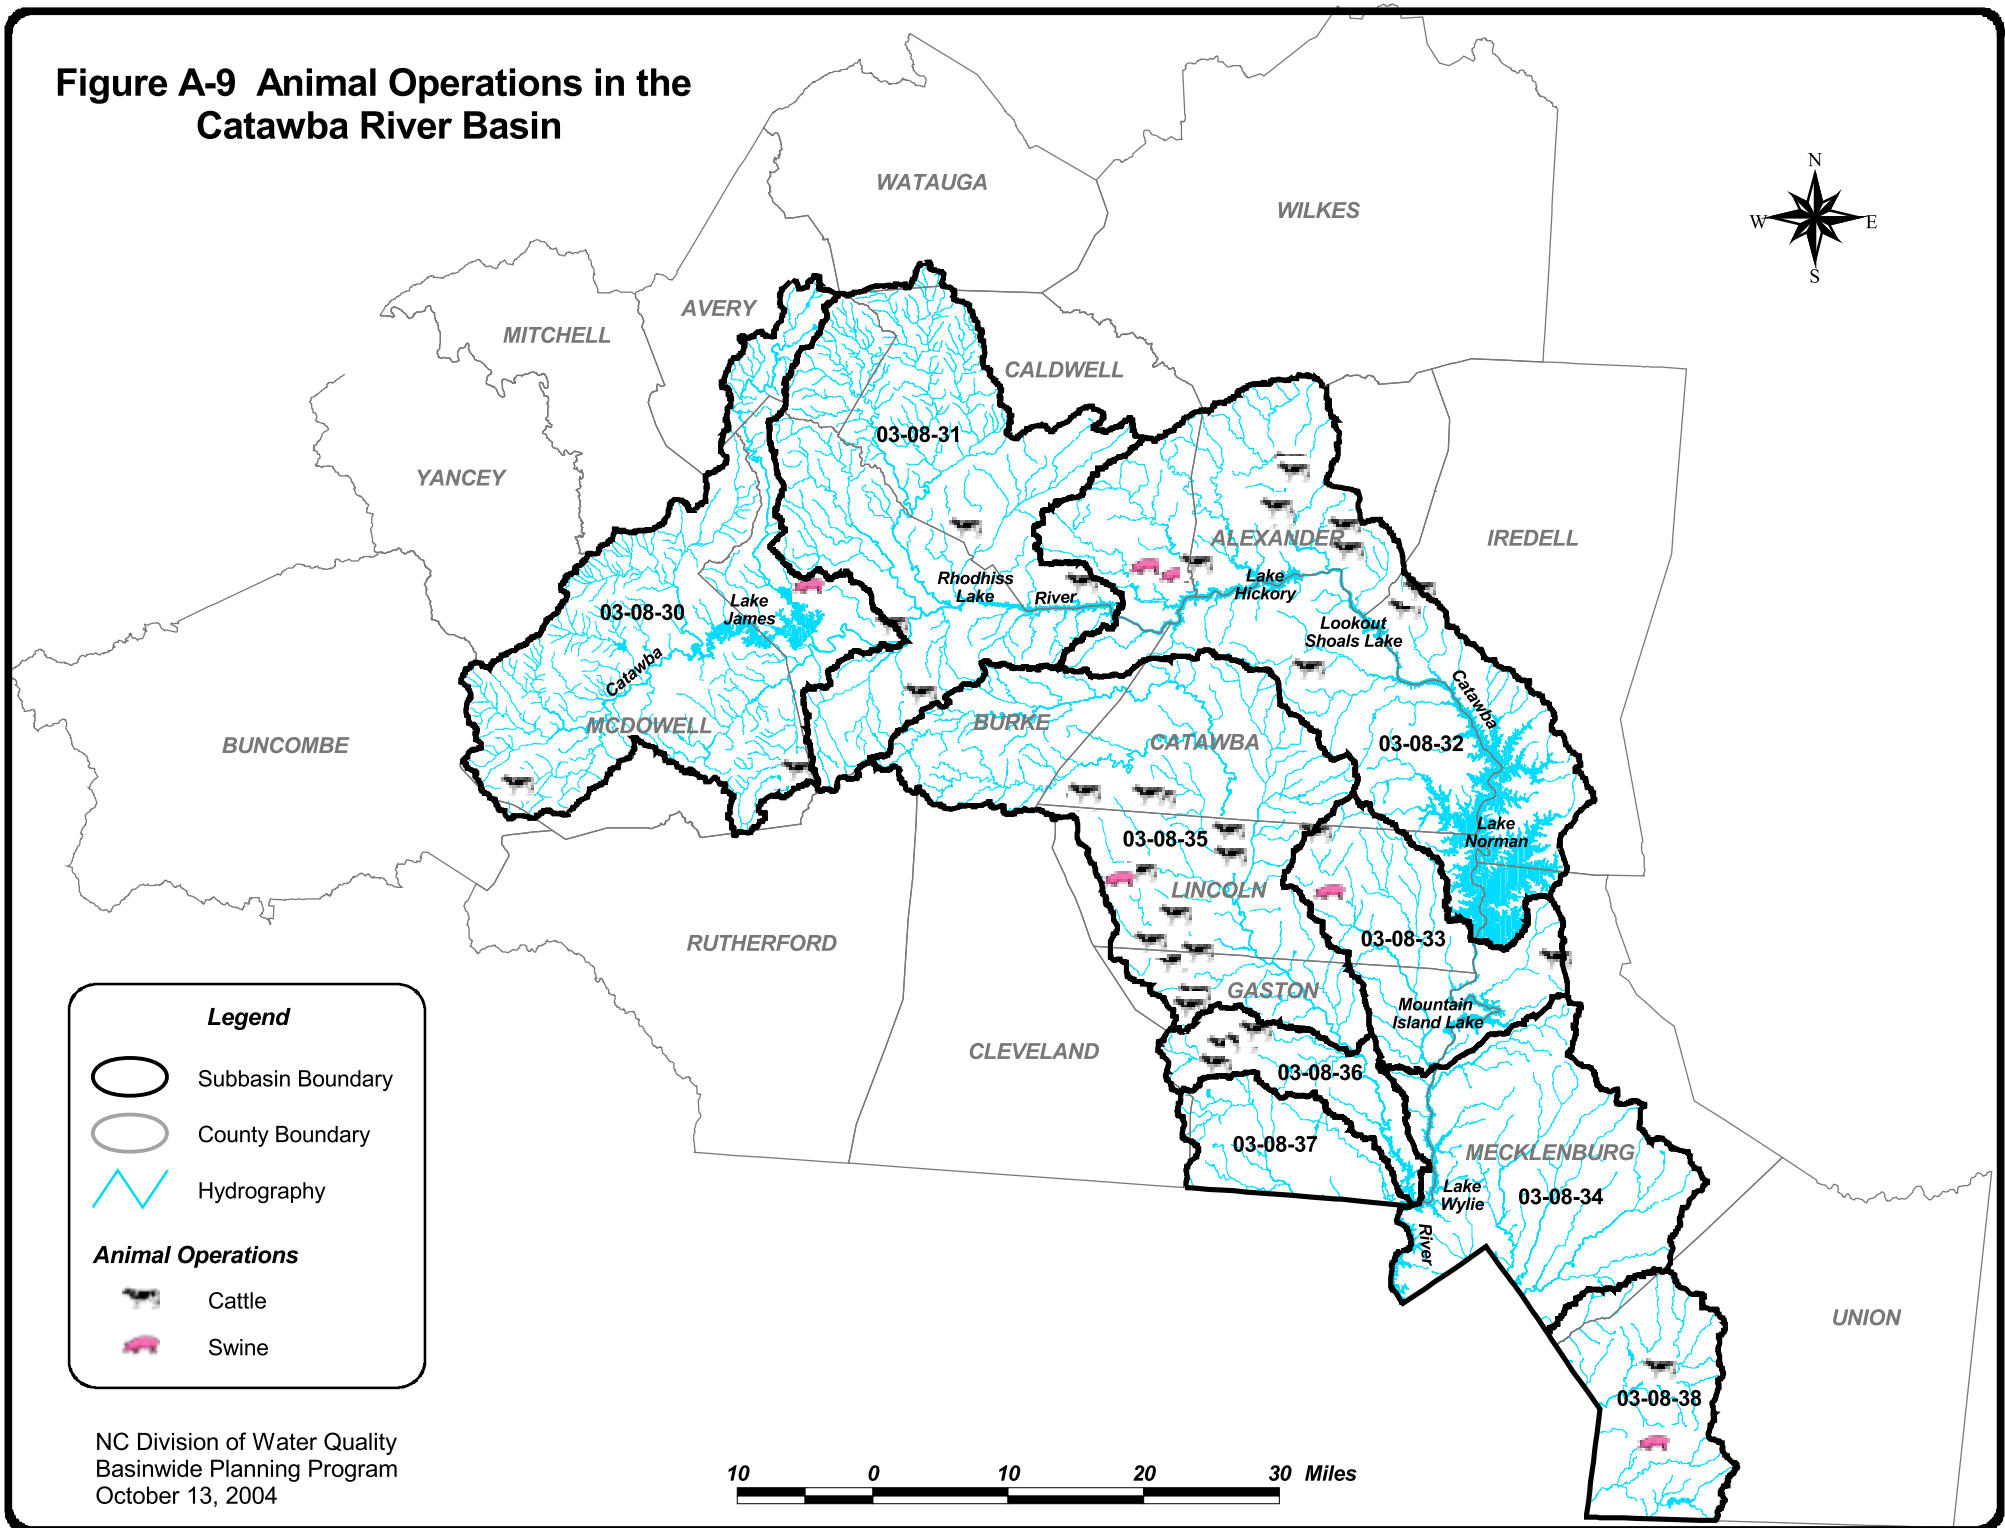 Figure A-9 Animal Operations in the
Catawba River Basin
WATAUGA
WILKES
N
W
E
S
AVERY
MITCHELL
CALDWELL
YANCEY
03-08-31
ALEXANDER
IREDELL
Rhodhiss
Lake
River
Lake
Hickory
03-08-30
Lake
James
Lookout
Shoals Lake
Catawba
Catawba
MCDOWELL
BUNCOMBE
BURKE
CATAWBA
03-08-32
03-08-35
Lake
Norman
LINCOLN
RUTHERFORD
03-08-33
GASTON
Mountain
Island Lake
CLEVELAND
03-08-36
03-08-37
MECKLENBURG
Lake
Wylie
03-08-34
River
UNION
03-08-38
Legend
Subbasin Boundary
County Boundary
Hydrography
Animal Operations
Cattle
Swine
NC Division of Water Quality
Basinwide Planning Program
October 13, 2004
10 0 10 20 30 Miles